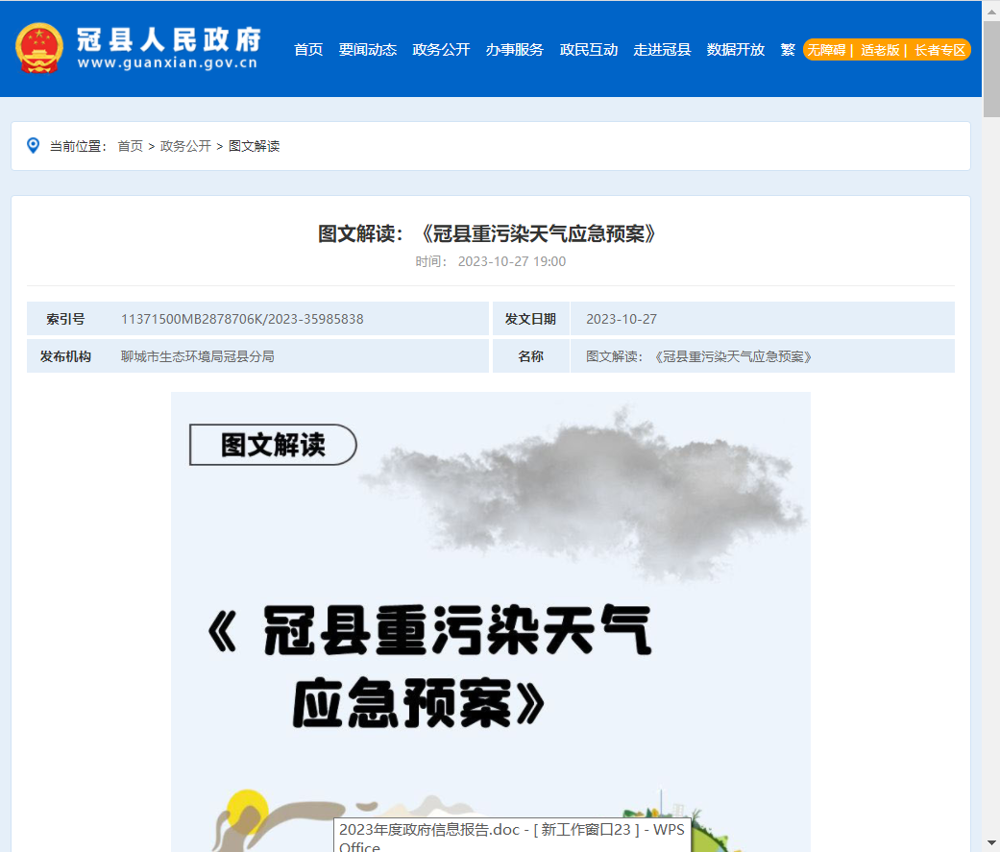 冠县人民政府
www.guanxian.gov.cn
首页 要闻动态 政务公开 办事服务 政民互动 走进冠县 数据开放 繁 无障碍 | 适老版 | 长者专区
当前位置： 首页 > 政务公开 > 图文解读
图文解读：《冠县重污染天气应急预案》
时间： 2023-10-27 19:00
索引号 11371500MB2878706K/2023-35985838 发文日期 2023-10-27
发布机构 聊城市生态环境局冠县分局 名称 图文解读：《冠县重污染天气应急预案》
图文解读
《 冠县重污染天气
应急预案》
2023年度政府信息报告.doc - [ 新工作窗口23 ] - WPS
Office